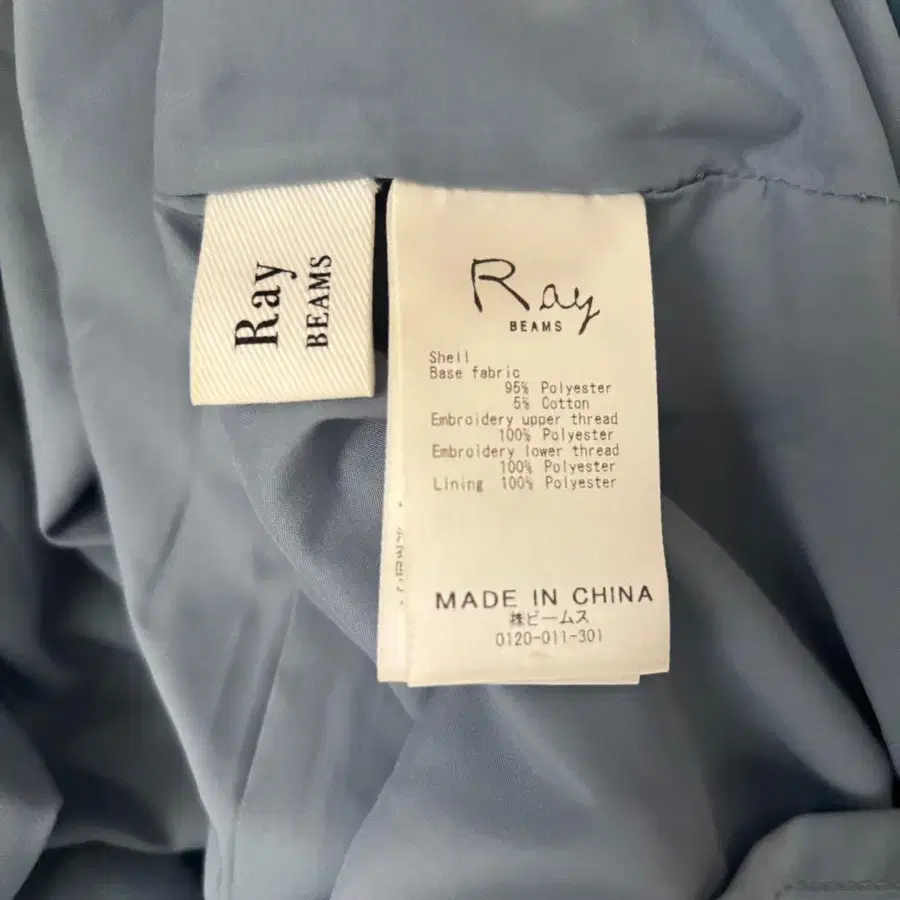 Ray
BEAMS
Ray
BEAMS
Shell
Base fabric
95% Polyester
5% Cotton
Embroidery upper thread
100% Polyester
Embroidery lower thread
100% Polyester
Lining 100% Polyester
MADE IN CHINA
㈱ビームス
0120-011-301